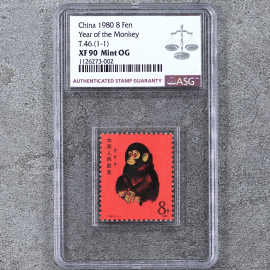 China 1980 8 Fen
Year of the Monkey
T.46.(1-1)
XF 90 Mint OG
1126273-002
AUTHENTICATED STAMP GUARANTY
ASG
中国人民邮政
8分